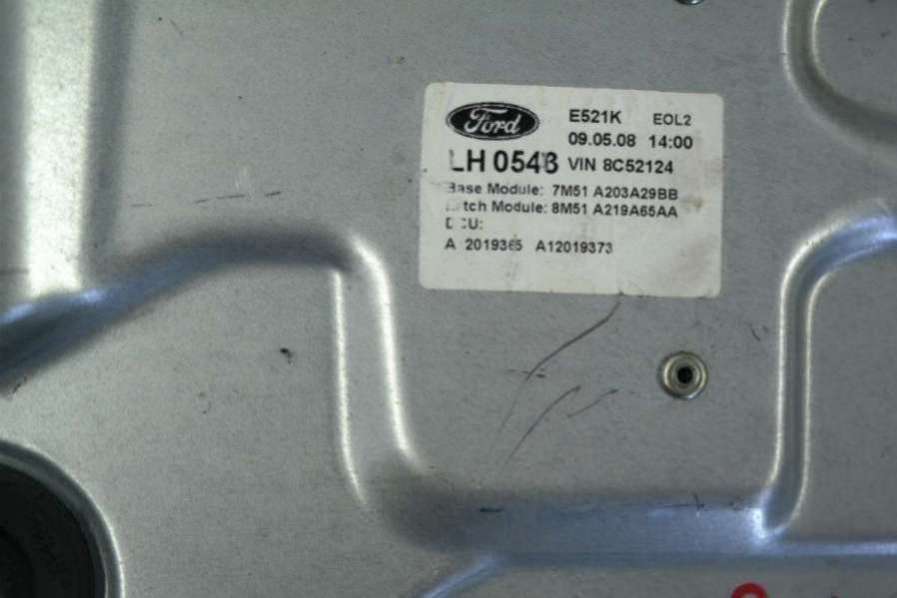 Ford E521K EOL2
09.05.08 14:00
LH 0543 VIN 8C52124
Base Module: 7M51 A203A29BB
Module: 8M51 A219A65AA
A 2019365 A12019373